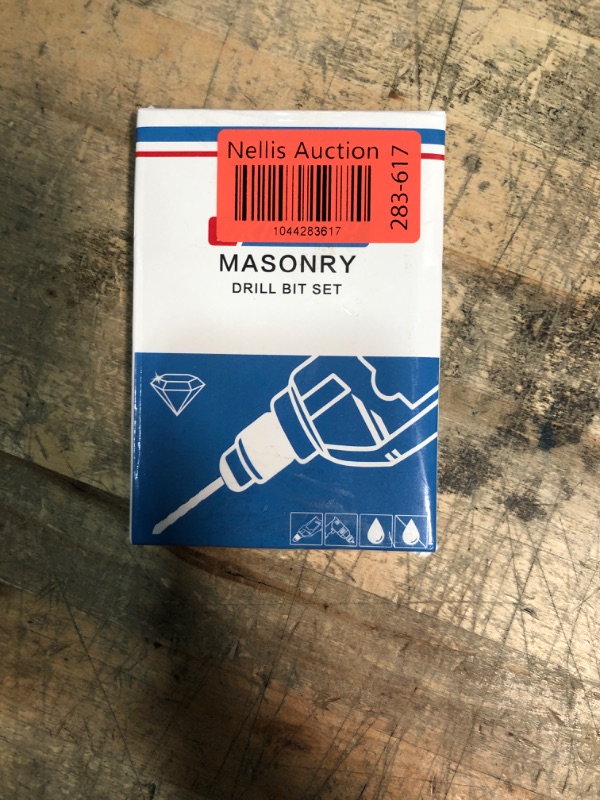 Nellis Auction
283-617
1044283617
MASONRY
DRILL BIT SET